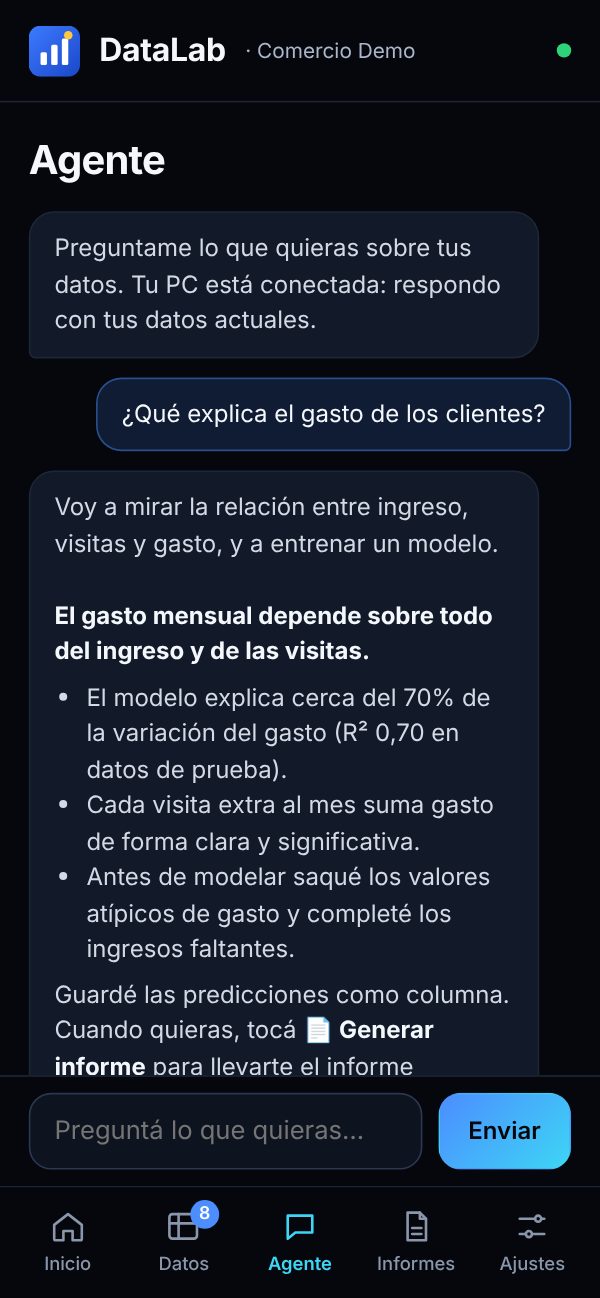 DataLab · Comercio Demo
Agente
Preguntame lo que quieras sobre tus
datos. Tu PC está conectada: respondo
con tus datos actuales.
¿Qué explica el gasto de los clientes?
Voy a mirar la relación entre ingreso,
visitas y gasto, y a entrenar un modelo.
El gasto mensual depende sobre todo
del ingreso y de las visitas.
• El modelo explica cerca del 70% de
la variación del gasto (R² 0,70 en
datos de prueba).
• Cada visita extra al mes suma gasto
de forma clara y significativa.
• Antes de modelar saqué los valores
atípicos de gasto y completé los
ingresos faltantes.
Guardé las predicciones como columna.
Cuando quieras, tocá 📄 Generar
informe para llevarte el informe
Preguntá lo que quieras...
Enviar
8
Inicio Datos Agente Informes Ajustes